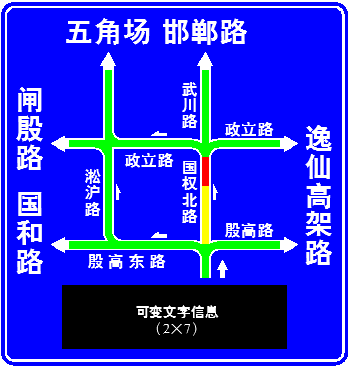 五角场 邯郸路
武川路
闸殷路
逸仙高架路
政立路
政立路
淞沪路
国权北路
国和路
殷高路
殷高东路
可变文字信息
(2×7)